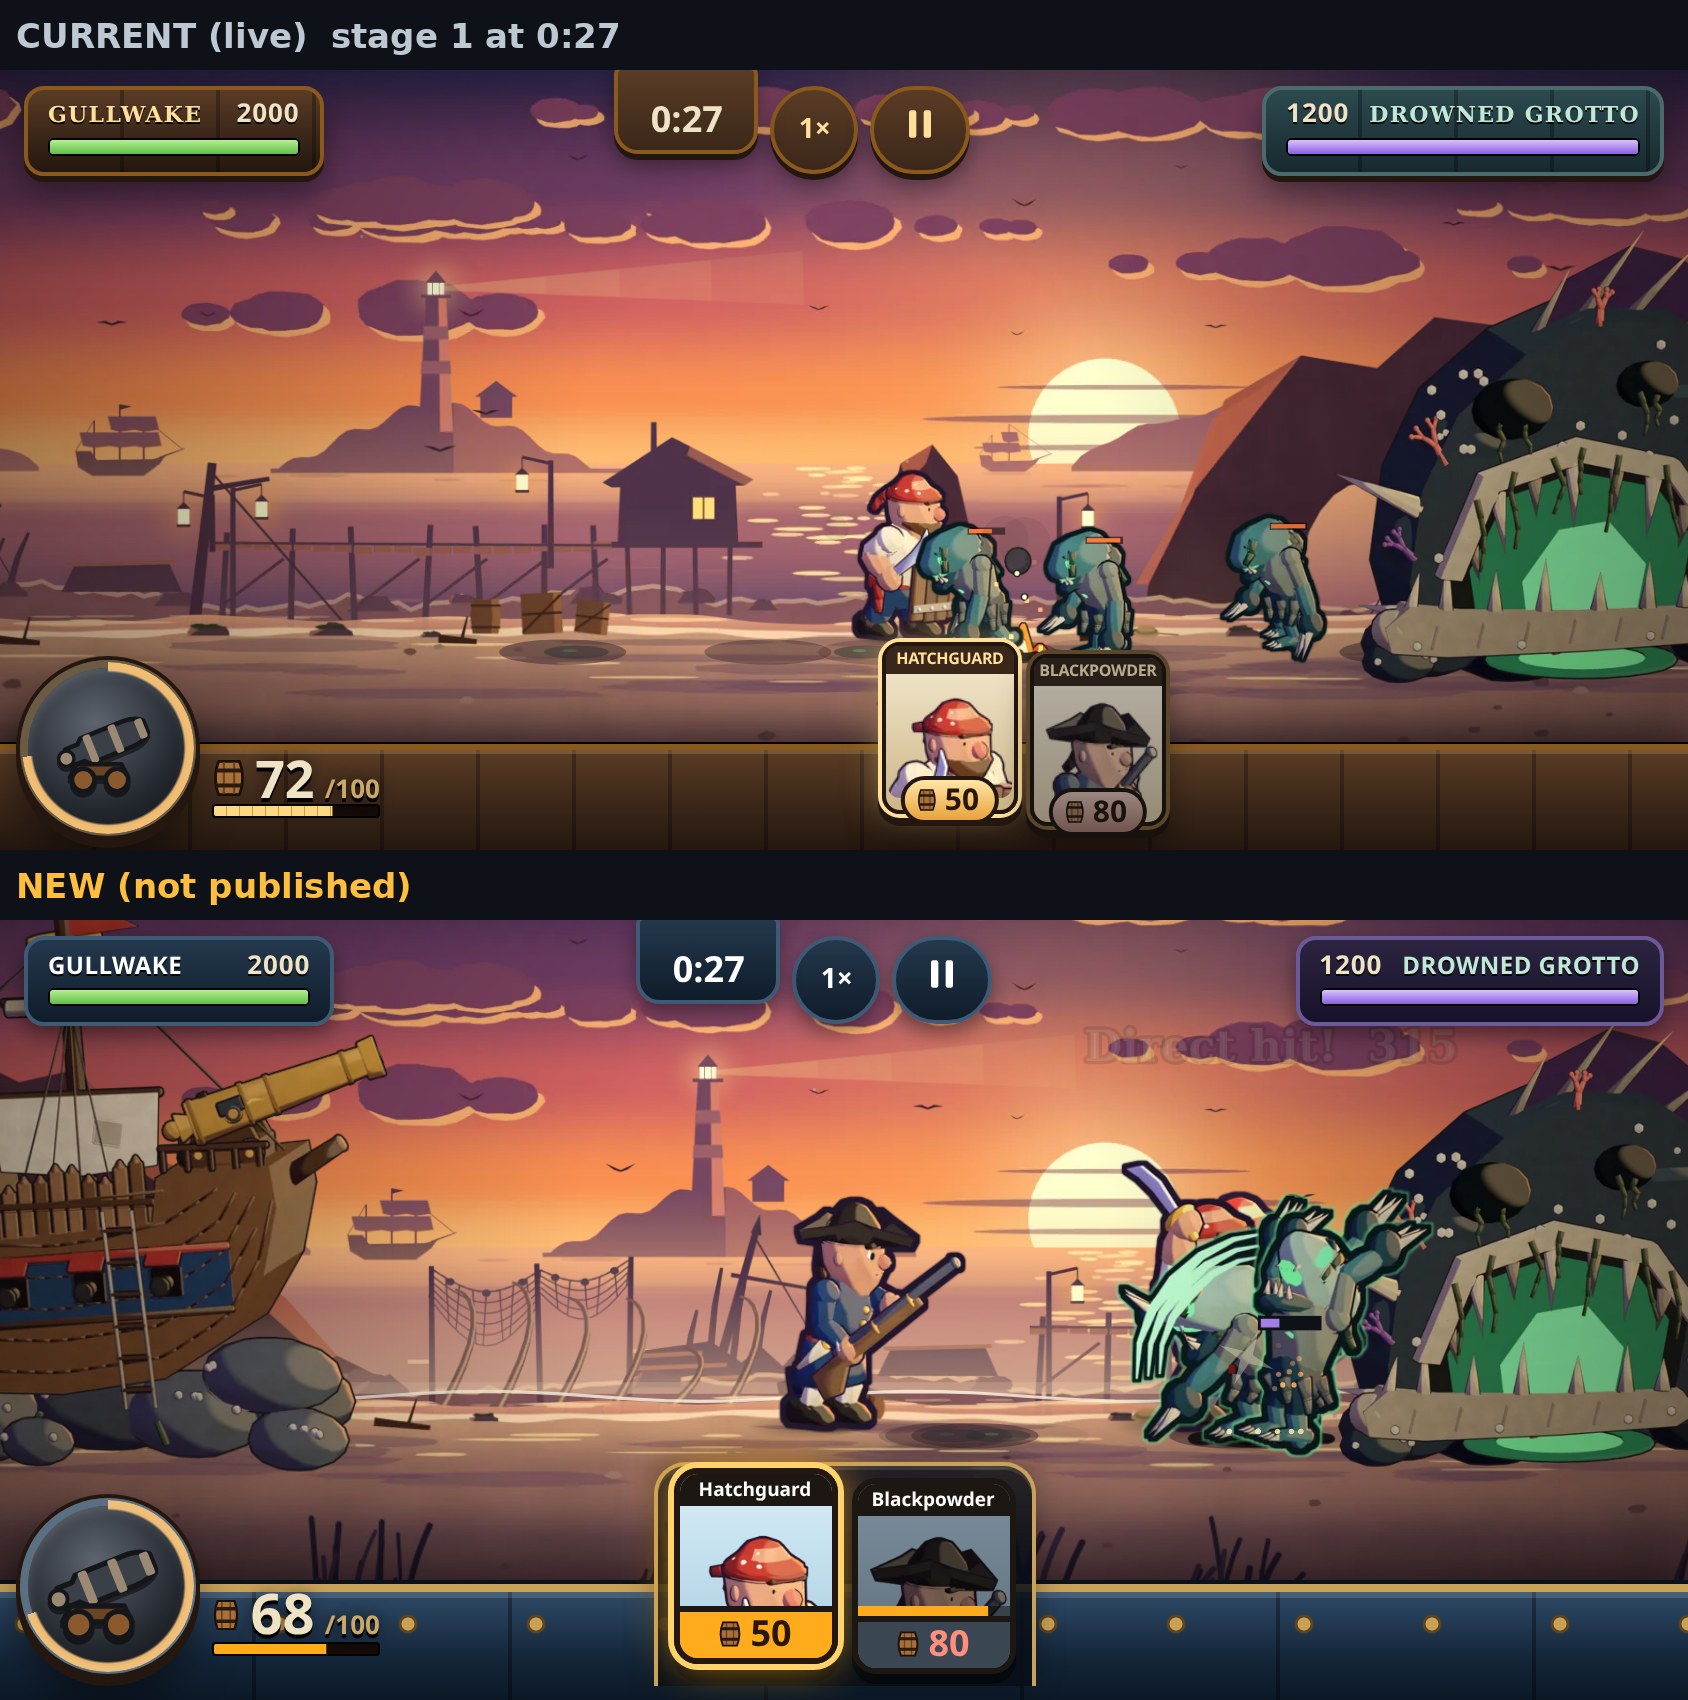 CURRENT (live) stage 1 at 0:27
GULLWAKE 2000
0:27
1×
1200 DROWNED GROTTO
HATCHGUARD
50
BLACKPOWDER
80
72 /100
NEW (not published)
GULLWAKE 2000
0:27
1×
1200 DROWNED GROTTO
Direct hit! 315
Hatchguard
50
Blackpowder
80
68 /100